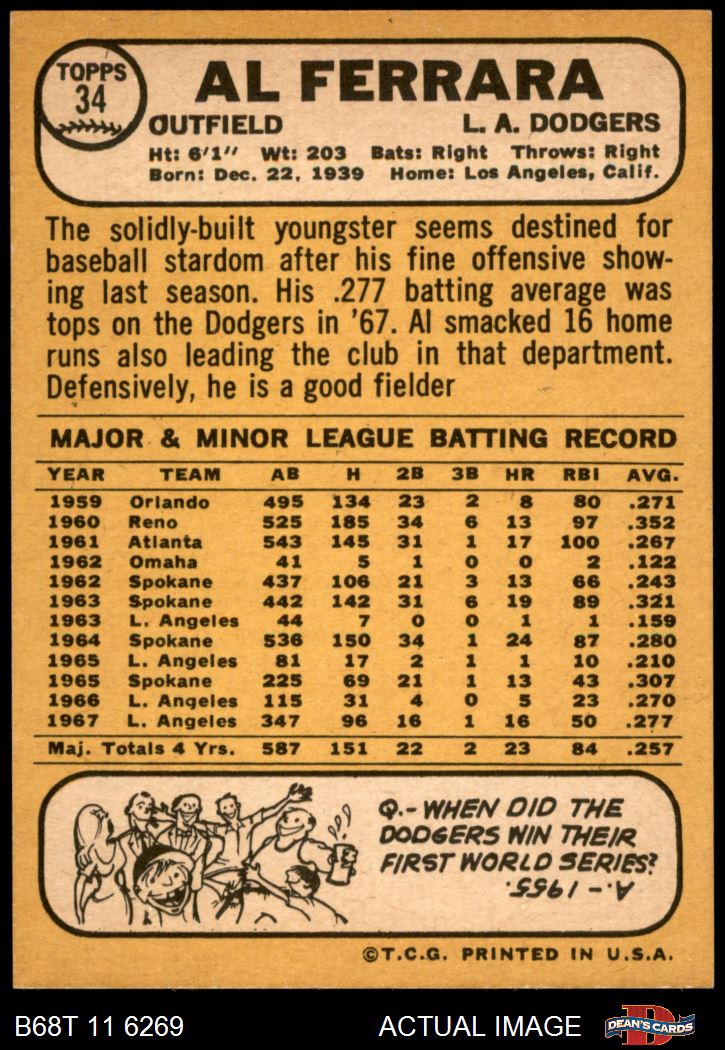 TOPPS
34
AL FERRARA
OUTFIELD L. A. DODGERS
Ht: 6'1" Wt: 203 Bats: Right Throws: Right
Born: Dec. 22, 1939 Home: Los Angeles, Calif.
The solidly-built youngster seems destined for
baseball stardom after his fine offensive show-
ing last season. His .277 batting average was
tops on the Dodgers in '67. Al smacked 16 home
runs also leading the club in that department.
Defensively, he is a good fielder
MAJOR & MINOR LEAGUE BATTING RECORD
YEAR TEAM AB H 2B 3B HR RBI AVG.
1959 Orlando 495 134 23 2 8 80 .271
1960 Reno 525 185 34 6 13 97 .352
1961 Atlanta 543 145 31 1 17 100 .267
1962 Omaha 41 5 1 0 0 2 .122
1962 Spokane 437 106 21 3 13 66 .243
1963 Spokane 442 142 31 6 19 89 .321
1963 L. Angeles 44 7 0 0 1 1 .159
1964 Spokane 536 150 34 1 24 87 .280
1965 L. Angeles 81 17 2 1 1 10 .210
1965 Spokane 225 69 21 1 13 43 .307
1966 L. Angeles 115 31 4 0 5 23 .270
1967 L. Angeles 347 96 16 1 16 50 .277
Maj. Totals 4 Yrs. 587 151 22 2 23 84 .257
Q.-WHEN DID THE
DODGERS WIN THEIR
FIRST WORLD SERIES?
A.-1955.
©T.C.G. PRINTED IN U.S.A.
B68T 11 6269 ACTUAL IMAGE
DEAN'S CARDS